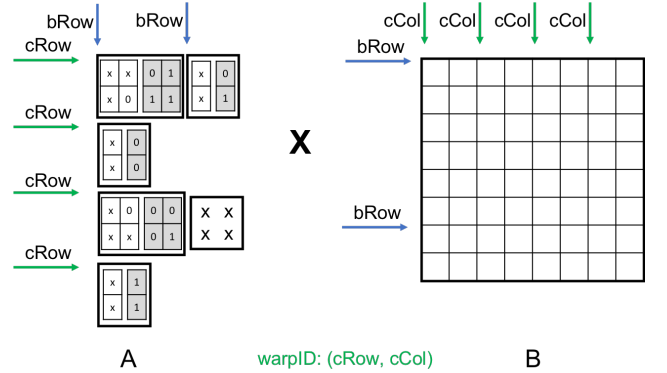 cCol cCol cCol cCol
bRow bRow
cRow bRow
x x 0 1 x 0
x 0 1 1 x 1
cRow
x 0
x 0
X
cRow
x 0 0 0 X X
x x 0 1 X X
bRow
cRow
x 1
x 1
A warpID: (cRow, cCol) B